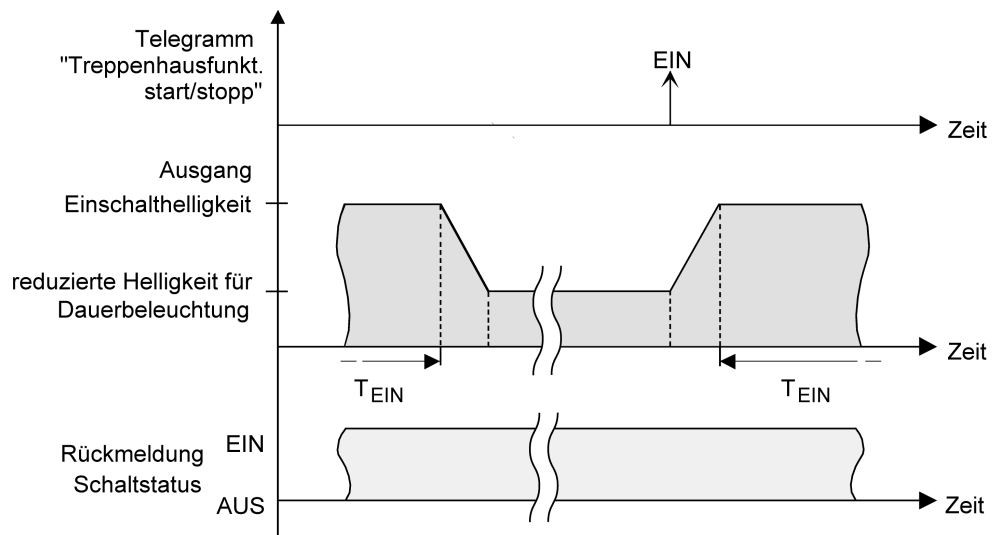 Telegramm
"Treppenhausfunkt.
start/stopp"
EIN
Zeit
Ausgang
Einschalthelligkeit
reduzierte Helligkeit für
Dauerbeleuchtung
Zeit
TEIN
TEIN
EIN
Rückmeldung
Schaltstatus
AUS
Zeit